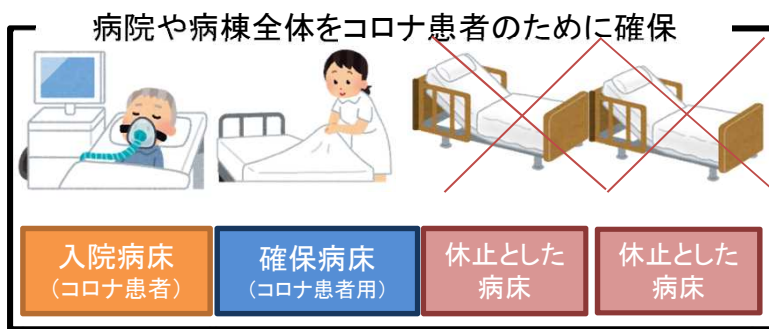 病院や病棟全体をコロナ患者のために確保
入院病床
（コロナ患者）
確保病床
（コロナ患者用）
休止とした
病床
休止とした
病床